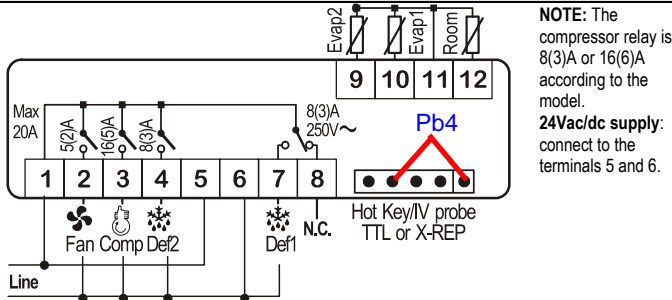 Evap2
Evap1
Room
9 10 11 12
Max
20A
5(2)A
16(5)A
8(3)A
8(3)A
250V~
Pb4
1 2 3 4 5 6 7 8
Fan Comp Def2
Def1
N.C.
Line
Hot Key/IV probe
TTL or X-REP
NOTE: The
compressor relay is
8(3)A or 16(6)A
according to the
model.
24Vac/dc supply:
connect to the
terminals 5 and 6.